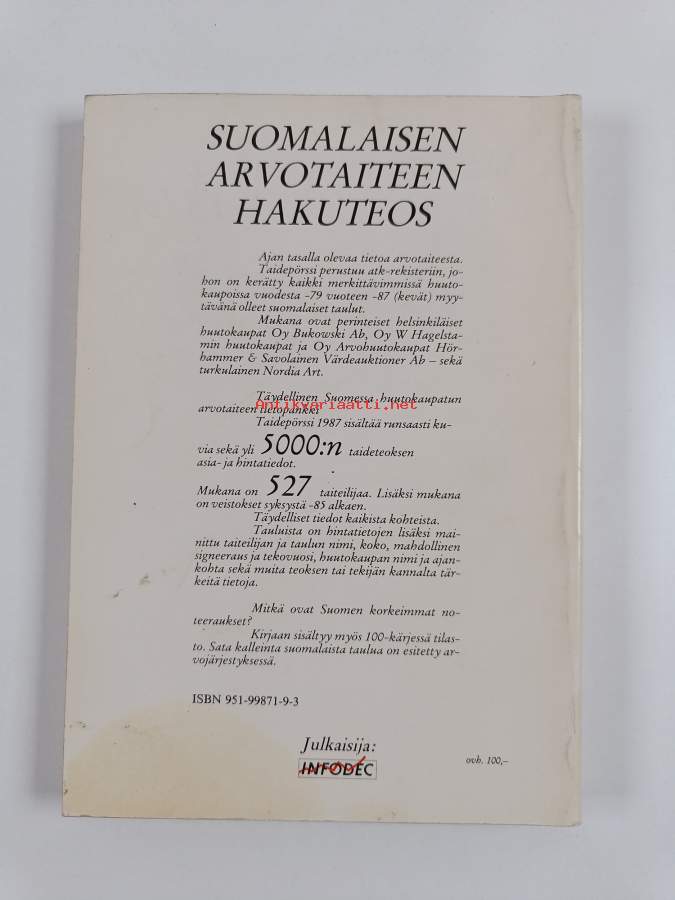 SUOMALAISEN
ARVOTAITEEN
HAKUTEOS
Ajan tasalla olevaa tietoa arvotaiteesta.
Taidepörssi perustuu atk-rekisteriin, jo-
hon on kerätty kaikki merkittävimmissä huuto-
kaupoissa vuodesta -79 vuoteen -87 (kevät) myy-
tävänä olleet suomalaiset taulut.
Mukana ovat perinteiset helsinkiläiset
huutokaupat Oy Bukowski Ab, Oy W Hagelsta-
min huutokaupat ja Oy Arvohuutokaupat Hör-
hammer & Savolainen Värdeauktioner Ab – sekä
turkulainen Nordia Art.
Täydellinen Suomessa huutokaupatun
Antikvariaatti.net
arvotaiteen tietopankki
Taidepörssi 1987 sisältää runsaasti ku-
via sekä yli 5000:n taideteoksen
asia- ja hintatiedot.
Mukana on 527 taiteilijaa. Lisäksi mukana
on veistokset syksystä -85 alkaen.
Täydelliset tiedot kaikista kohteista.
Tauluista on hintatietojen lisäksi mai-
nittu taiteilijan ja taulun nimi, koko, mahdollinen
signeeraus ja tekovuosi, huutokaupan nimi ja ajan-
kohta sekä muita teoksen tai tekijän kannalta tär-
keitä tietoja.
Mitkä ovat Suomen korkeimmat no-
teeraukset?
Kirjaan sisältyy myös 100-kärjessä tilas-
to. Sata kalleinta suomalaista taulua on esitetty ar-
vojärjestyksessä.
ISBN 951-99871-9-3
Julkaisija:
INFODEC
ovh. 100,–